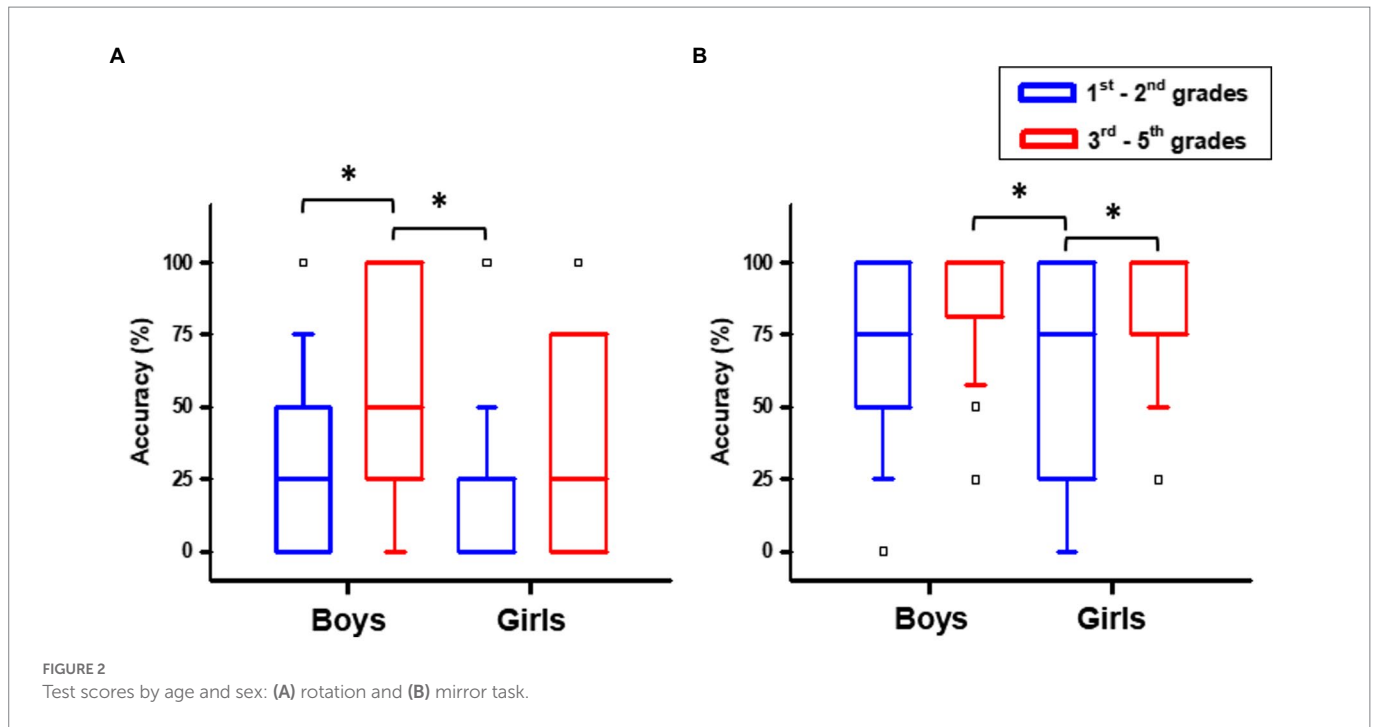 A
B
1st - 2nd grades
3rd - 5th grades
*
*
Accuracy (%)
100
75
50
25
0
Boys
Girls
*
*
Accuracy (%)
100
75
50
25
0
Boys
Girls
FIGURE 2
Test scores by age and sex: (A) rotation and (B) mirror task.